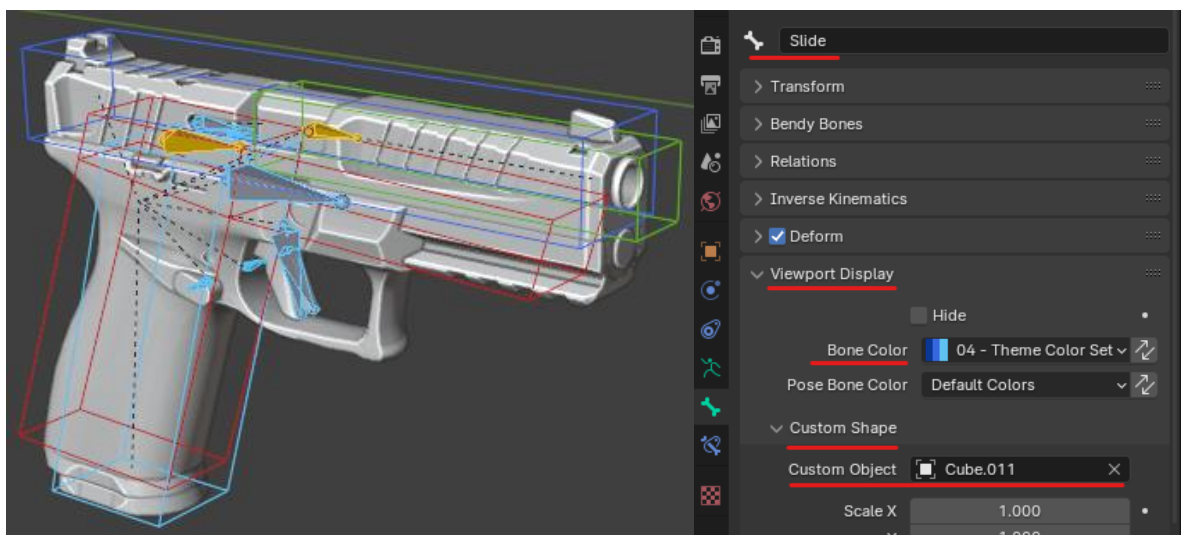 Slide
Transform
Bendy Bones
Relations
Inverse Kinematics
Deform
Viewport Display
Hide
Bone Color 04 - Theme Color Set
Pose Bone Color Default Colors
Custom Shape
Custom Object Cube.011
Scale X 1.000